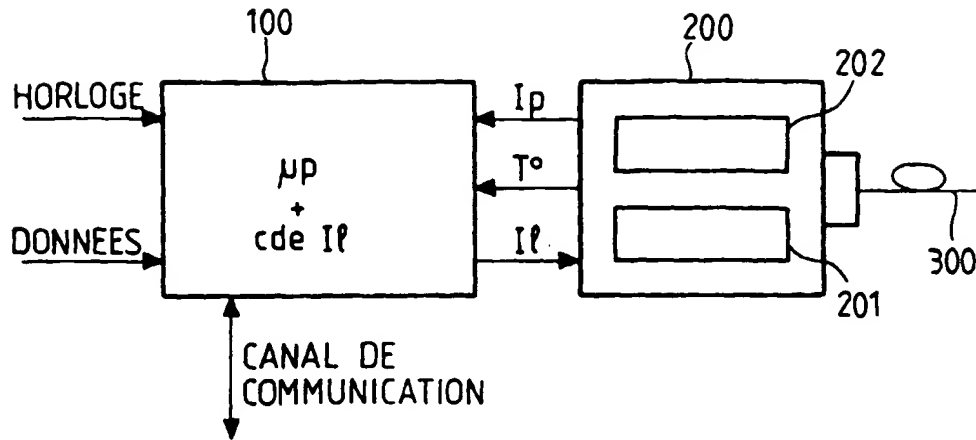 100
200
202
HORLOGE
Ip
µp
+
cde Iℓ
T°
DONNEES
Iℓ
300
201
CANAL DE
COMMUNICATION